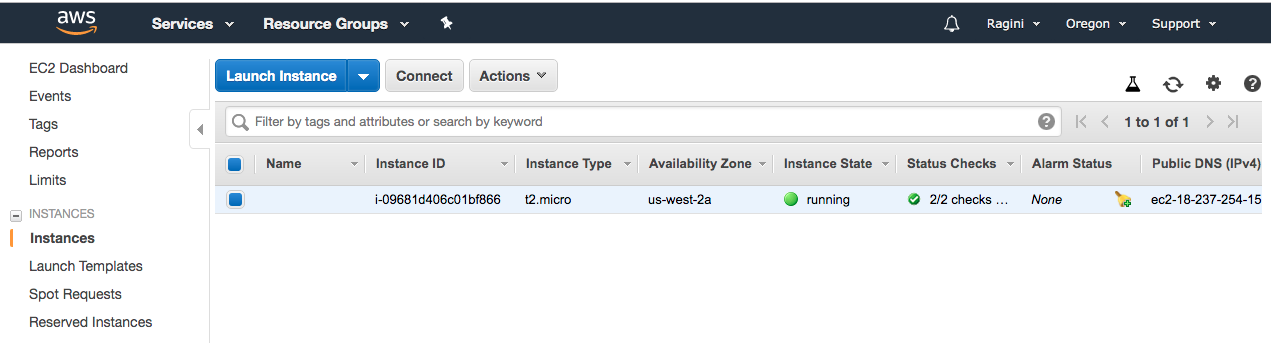 aws Services Resource Groups Ragini Oregon Support
EC2 Dashboard
Events
Tags
Reports
Limits
INSTANCES
Instances
Launch Templates
Spot Requests
Reserved Instances
Launch Instance Connect Actions
Filter by tags and attributes or search by keyword 1 to 1 of 1
Name Instance ID Instance Type Availability Zone Instance State Status Checks Alarm Status Public DNS (IPv4)
i-09681d406c01bf866 t2.micro us-west-2a running 2/2 checks ... None ec2-18-237-254-15